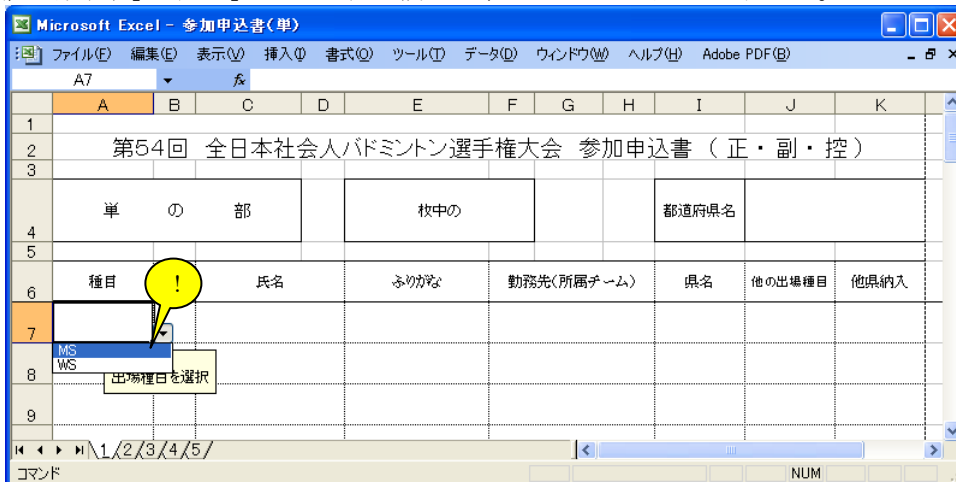 Microsoft Excel - 参加申込書(単)
ファイル(F) 編集(E) 表示(V) 挿入(I) 書式(O) ツール(T) データ(D) ウィンドウ(W) ヘルプ(H) Adobe PDF(B)
A7 fx
A B C D E F G H I J K
1
2 第54回 全日本社会人バドミントン選手権大会 参加申込書 ( 正 ・ 副 ・ 控 )
3
4 単 の 部 枚中の 都道府県名
5
6 種目 ! 氏名 ふりがな 勤務先(所属チーム) 県名 他の出場種目 他県納入
7
MS
WS
8 出場種目を選択
9
1 2 3 4 5
コマンド NUM